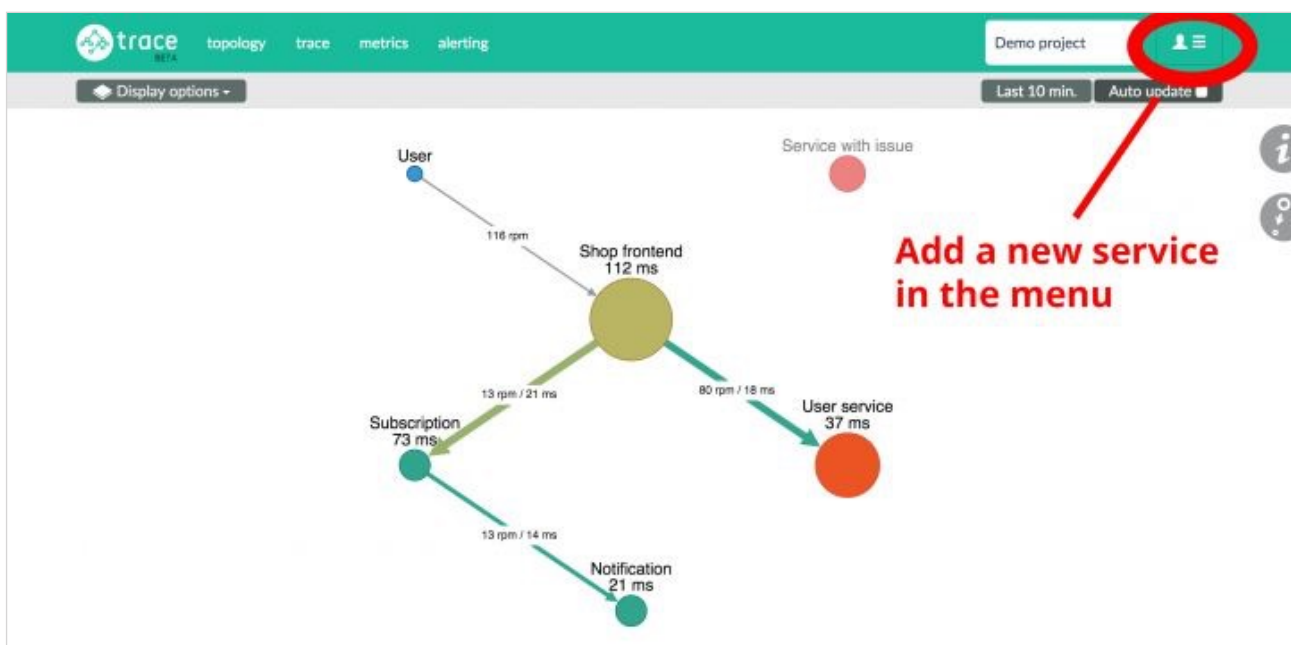 trace
BETA
topology
trace
metrics
alerting
Demo project
Display options
Last 10 min.
Auto update
User
Service with issue
116 rpm
Shop frontend
112 ms
Add a new service
in the menu
13 rpm / 21 ms
80 rpm / 18 ms
Subscription
73 ms
User service
37 ms
13 rpm / 14 ms
Notification
21 ms
i